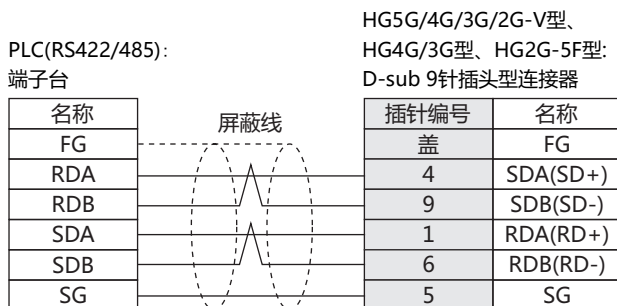 HG5G/4G/3G/2G-V型、
PLC(RS422/485): HG4G/3G型、HG2G-5F型:
端子台 D-sub 9针插头型连接器
名称 屏蔽线 插针编号 名称
FG 盖 FG
RDA 4 SDA(SD+)
RDB 9 SDB(SD-)
SDA 1 RDA(RD+)
SDB 6 RDB(RD-)
SG 5 SG